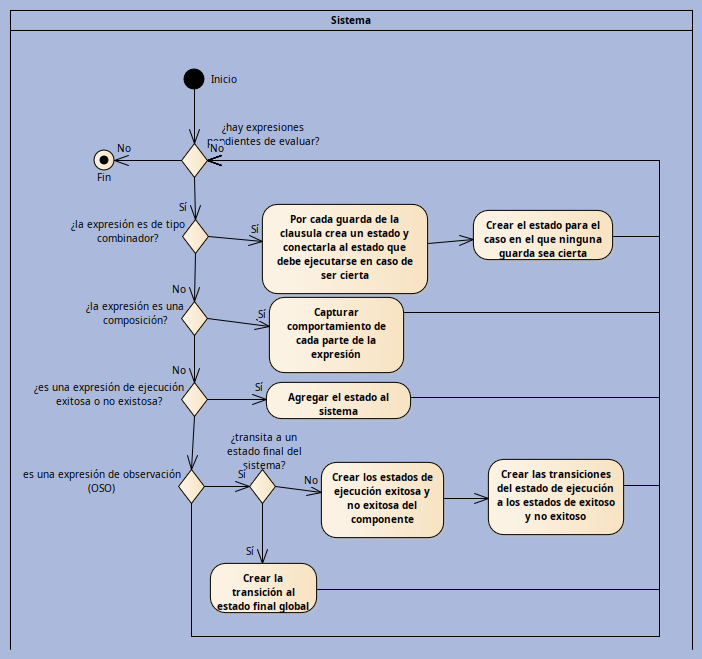 Sistema
Inicio
¿hay expresiones
pendientes de evaluar?
No
No
Fin
Sí
¿la expresión es de tipo
combinador?
Sí
Por cada guarda de la
clausula crea un estado y
conectarla al estado que
debe ejecutarse en caso de
ser cierta
Crear el estado para el
caso en el que ninguna
guarda sea cierta
No
¿la expresión es una
composición?
Sí
Capturar
comportamiento de
cada parte de la
expresión
No
¿es una expresión de ejecución
exitosa o no existosa?
Sí
Agregar el estado al
sistema
¿transita a un
estado final del
sistema?
es una expresión de observación
(OSO)
Sí
No
Crear los estados de
ejecución exitosa y
no exitosa del
componente
Crear las transiciones
del estado de ejecución
a los estados de exitoso
y no exitoso
Sí
Crear la
transición al
estado final global